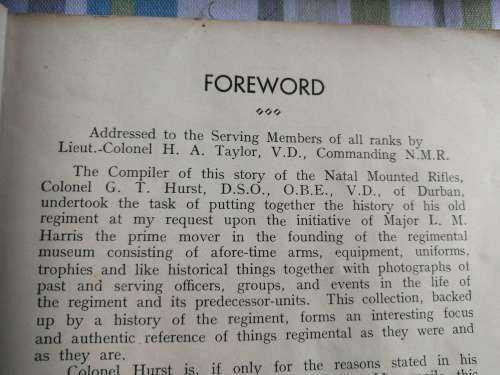 FOREWORD
Addressed to the Serving Members of all ranks by
Lieut.-Colonel H. A. Taylor, V.D., Commanding N.M.R.
The Compiler of this story of the Natal Mounted Rifles,
Colonel G. T. Hurst, D.S.O., O.B.E., V.D., of Durban,
undertook the task of putting together the history of his old
regiment at my request upon the initiative of Major L. M.
Harris the prime mover in the founding of the regimental
museum consisting of afore-time arms, equipment, uniforms,
trophies and like historical things together with photographs of
past and serving officers, groups, and events in the life of
the regiment and its predecessor-units. This collection, backed
up by a history of the regiment, forms an interesting focus
and authentic reference of things regimental as they were and
as they are.
Colonel Hurst is, if only for the reasons stated in his